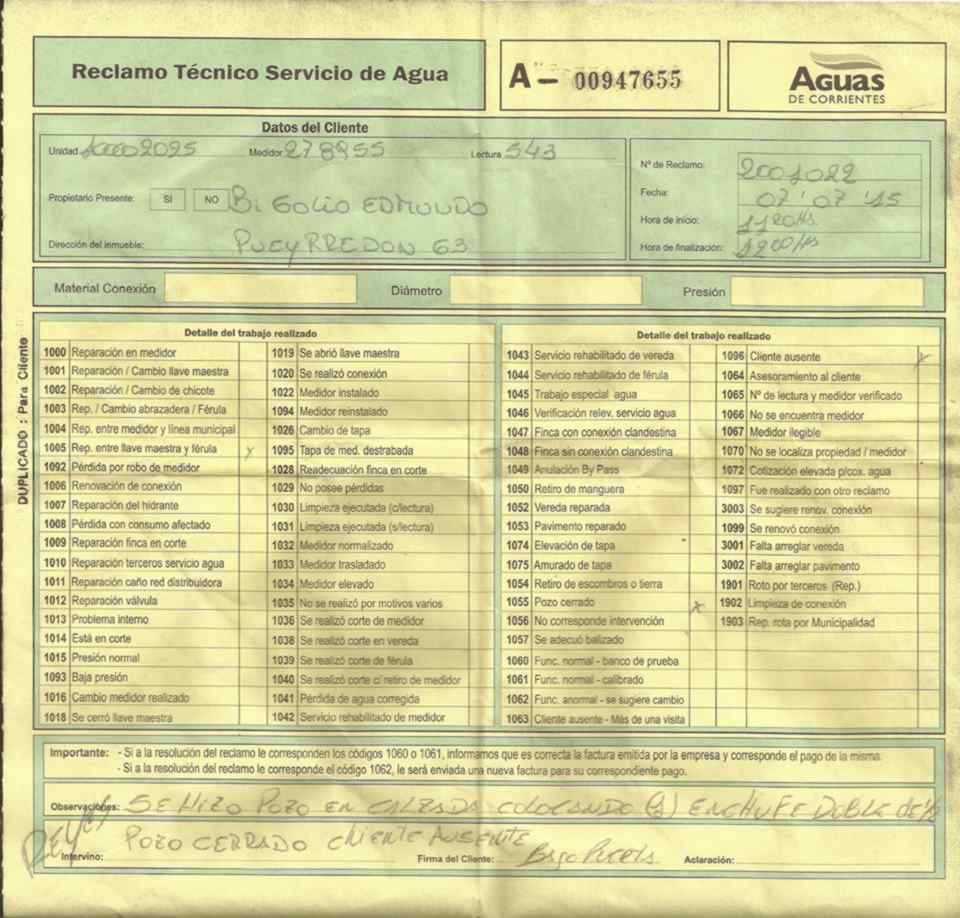 Reclamo Técnico Servicio de Agua
A - 00947655
AGUAS
DE CORRIENTES
Datos del Cliente
Unidad Medidor 278955 Lectura 543
Propietario Presente: SI NO Bi Golio EDMUNDO
Dirección del inmueble: PUEYRREDON 63
Nº de Reclamo: 2001022
Fecha: 07' 07 '15
Hora de inicio: 1120Hs
Hora de finalización: 1200Hs
Material Conexión Diámetro Presión
DUPLICADO : Para Cliente
Detalle del trabajo realizado
1000 Reparación en medidor
1001 Reparación / Cambio llave maestra
1002 Reparación / Cambio de chicote
1003 Rep. / Cambio abrazadera / Férula
1004 Rep. entre medidor y línea municipal
1005 Rep. entre llave maestra y férula
1092 Pérdida por robo de medidor
1006 Renovación de conexión
1007 Reparación del hidrante
1008 Pérdida con consumo afectado
1009 Reparación finca en corte
1010 Reparación terceros servicio agua
1011 Reparación caño red distribuidora
1012 Reparación válvula
1013 Problema interno
1014 Está en corte
1015 Presión normal
1093 Baja presión
1016 Cambio medidor realizado
1018 Se cerró llave maestra
1019 Se abrió llave maestra
1020 Se realizó conexión
1022 Medidor instalado
1094 Medidor reinstalado
1026 Cambio de tapa
1095 Tapa de med. destrabada
1028 Readecuación finca en corte
1029 No posee pérdidas
1030 Limpieza ejecutada (c/lectura)
1031 Limpieza ejecutada (s/lectura)
1032 Medidor normalizado
1033 Medidor trasladado
1034 Medidor elevado
1035 No se realizó por motivos varios
1036 Se realizó corte de medidor
1038 Se realizó corte en vereda
1039 Se realizó corte de férula
1040 Se realizó corte c/ retiro de medidor
1041 Pérdida de agua corregida
1042 Servicio rehabilitado de medidor
Detalle del trabajo realizado
1043 Servicio rehabilitado de vereda
1044 Servicio rehabilitado de férula
1045 Trabajo especial agua
1046 Verificación relev. servicio agua
1047 Finca con conexión clandestina
1048 Finca sin conexión clandestina
1049 Anulación By Pass
1050 Retiro de manguera
1052 Vereda reparada
1053 Pavimento reparado
1074 Elevación de tapa
1075 Amurado de tapa
1054 Retiro de escombros o tierra
1055 Pozo cerrado x
1056 No corresponde intervención
1057 Se adecuó balizado
1060 Func. normal - banco de prueba
1061 Func. normal - calibrado
1062 Func. anormal - se sugiere cambio
1063 Cliente ausente - Más de una visita
1096 Cliente ausente
1064 Asesoramiento al cliente
1065 Nº de lectura y medidor verificado
1066 No se encuentra medidor
1067 Medidor ilegible
1070 No se localiza propiedad / medidor
1072 Cotización elevada p/cox. agua
1097 Fue realizado con otro reclamo
3003 Se sugiere renov. conexión
1099 Se renovó conexión
3001 Falta arreglar vereda
3002 Falta arreglar pavimento
1901 Roto por terceros (Rep.)
1902 Limpieza de conexión
1903 Rep. rota por Municipalidad
Importante: - Si a la resolución del reclamo le corresponden los códigos 1060 o 1061, informamos que es correcta la factura emitida por la empresa y corresponde el pago de la misma.
- Si a la resolución del reclamo le corresponde el código 1062, le será enviada una nueva factura para su correspondiente pago.
Observaciones: SE HIZO POZO EN CALZADA COLOCANDO (1) ENCHUFE DOBLE de 1/2
POZO CERRADO CLIENTE AUSENTE
Intervino: Firma del Cliente: Bajo Puerta Aclaración: